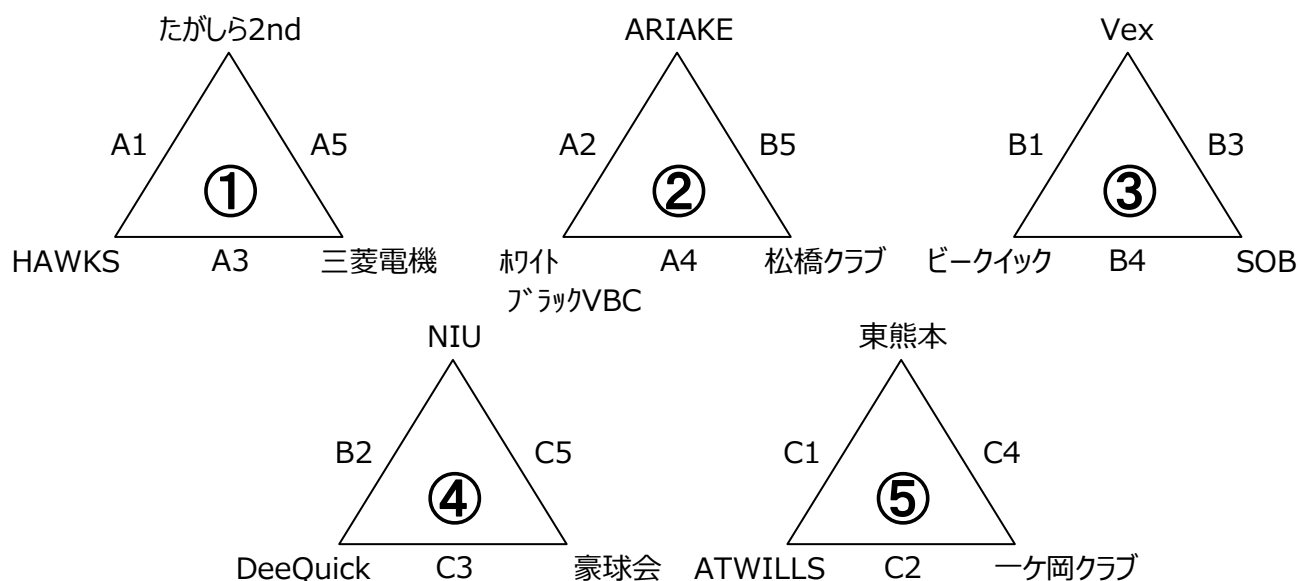 たがしら2nd
ARIAKE
Vex
A1
A5
A2
B5
B1
B3
①
②
③
HAWKS
A3
三菱電機
ﾎﾜｲﾄ
ﾌﾞﾗｯｸVBC
A4
松橋クラブ
ビークイック
B4
SOB
NIU
東熊本
B2
C5
C1
C4
④
⑤
DeeQuick
C3
豪球会
ATWILLS
C2
一ケ岡クラブ